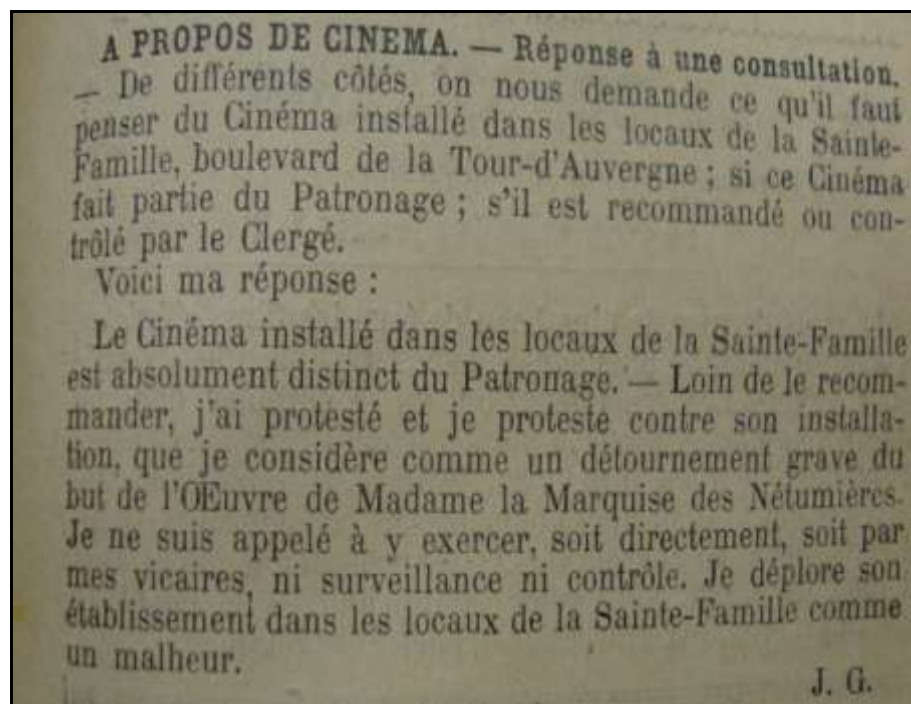 A PROPOS DE CINEMA. — Réponse à une consultation.
— De différents côtés, on nous demande ce qu'il faut
penser du Cinéma installé dans les locaux de la Sainte-
Famille, boulevard de la Tour-d'Auvergne ; si ce Cinéma
fait partie du Patronage ; s'il est recommandé ou con-
trôlé par le Clergé.
Voici ma réponse :
Le Cinéma installé dans les locaux de la Sainte-Famille
est absolument distinct du Patronage. — Loin de le recom-
mander, j'ai protesté et je proteste contre son installa-
tion, que je considère comme un détournement grave du
but de l'Œuvre de Madame la Marquise des Nétumières.
Je ne suis appelé à y exercer, soit directement, soit par
mes vicaires, ni surveillance ni contrôle. Je déplore son
établissement dans les locaux de la Sainte-Famille comme
un malheur.
J. G.